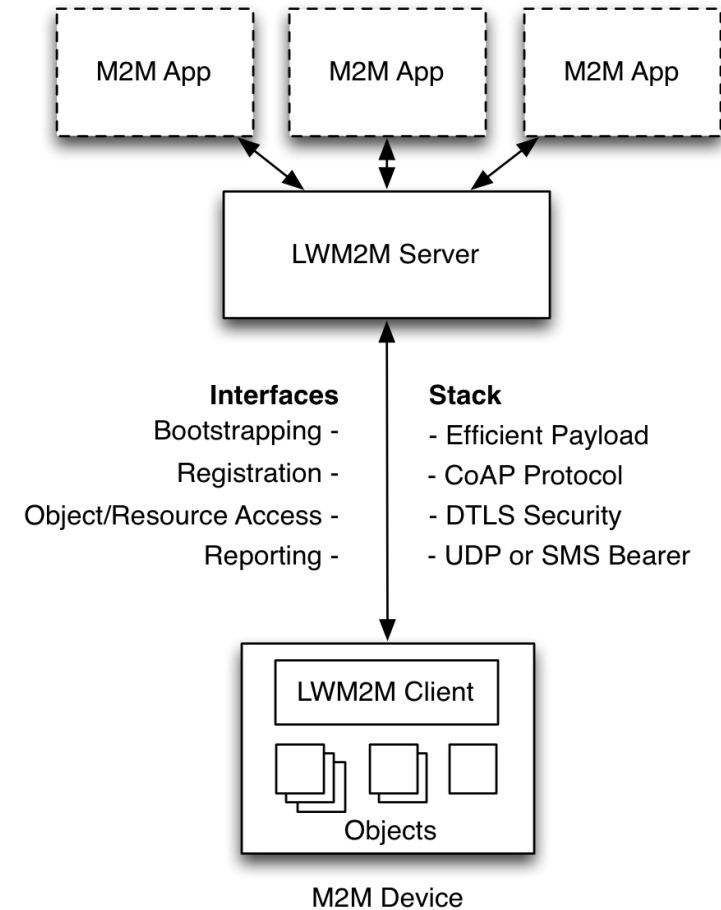 M2M App
M2M App
M2M App
LWM2M Server
Interfaces
Bootstrapping -
Registration -
Object/Resource Access -
Reporting -
Stack
- Efficient Payload
- CoAP Protocol
- DTLS Security
- UDP or SMS Bearer
LWM2M Client
Objects
M2M Device